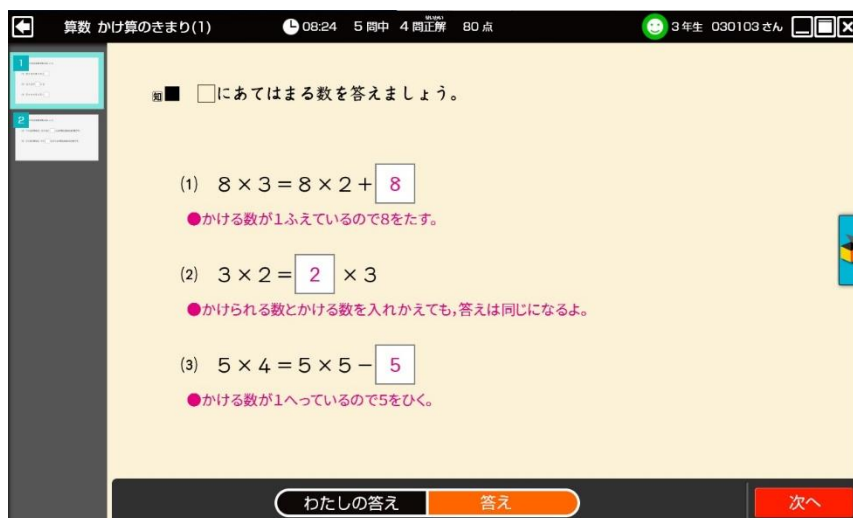 算数 かけ算のきまり(1)
08:24 5問中 4問正解 80点
3年生 030103さん
1
2
知■ □にあてはまる数を答えましょう。
(1) 8×3=8×2+8
●かける数が1ふえているので8をたす。
(2) 3×2=2×3
●かけられる数とかける数を入れかえても,答えは同じになるよ。
(3) 5×4=5×5-5
●かける数が1へっているので5をひく。
わたしの答え 答え
次へ